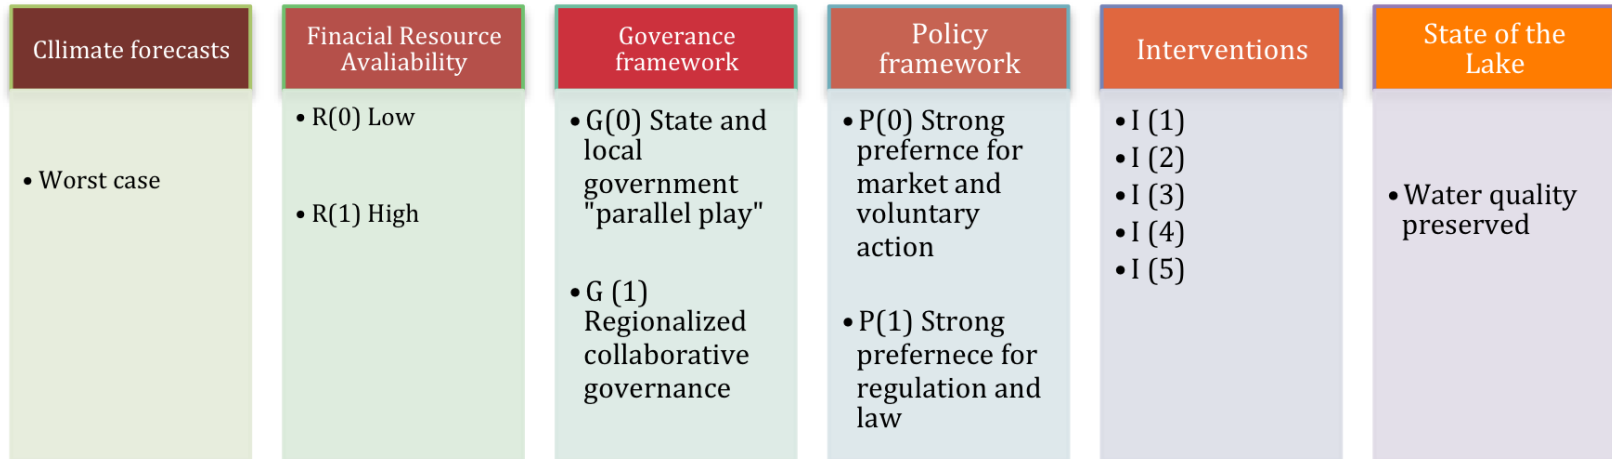 Cllimate forecasts
• Worst case
Finacial Resource
Avaliability
• R(0) Low
• R(1) High
Goverance
framework
• G(0) State and
local
government
"parallel play"
• G (1)
Regionalized
collaborative
governance
Policy
framework
• P(0) Strong
prefernce for
market and
voluntary
action
• P(1) Strong
prefernece for
regulation and
law
Interventions
• I (1)
• I (2)
• I (3)
• I (4)
• I (5)
State of the
Lake
• Water quality
preserved